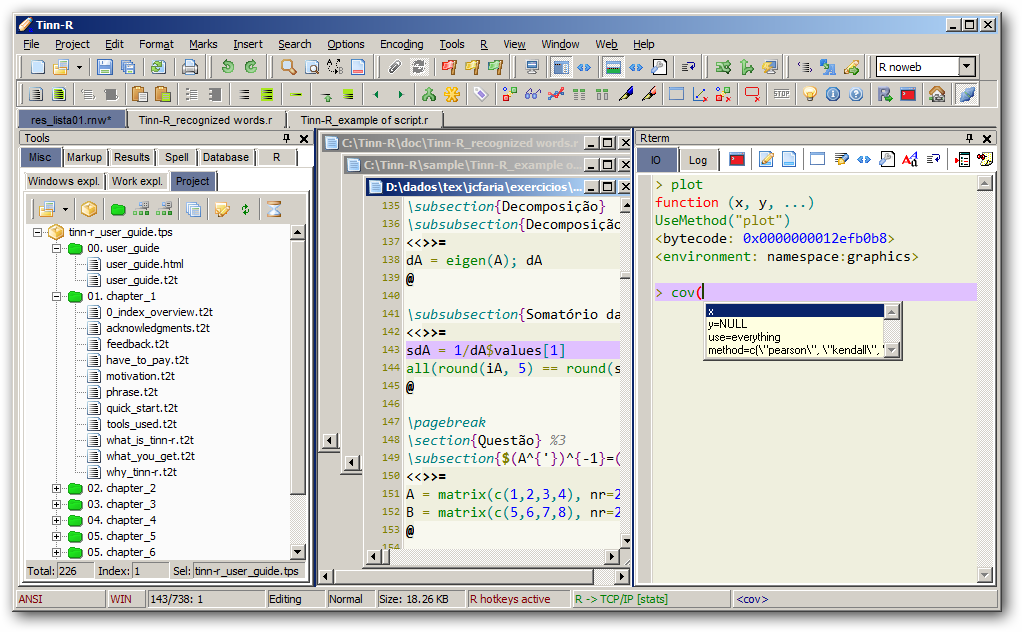 Tinn-R
File Project Edit Format Marks Insert Search Options Encoding Tools R View Window Web Help
R noweb
STOP
res_lista01.rnw* Tinn-R_recognized words.r Tinn-R_example of script.r
Tools
Misc Markup Results Spell Database R
Windows expl. Work expl. Project
tinn-r_user_guide.tps
00. user_guide
user_guide.html
user_guide.t2t
01. chapter_1
0_index_overview.t2t
acknowledgments.t2t
feedback.t2t
have_to_pay.t2t
motivation.t2t
phrase.t2t
quick_start.t2t
tools_used.t2t
what_is_tinn-r.t2t
what_you_get.t2t
why_tinn-r.t2t
02. chapter_2
03. chapter_3
04. chapter_4
05. chapter_5
05. chapter_6
Total: 226 Index: 1 Sel: tinn-r_user_guide.tps
C:\Tinn-R\doc\Tinn-R_recognized words.r
C:\Tinn-R\sample\Tinn-R_example o...
D:\dados\tex\jcfaria\exercicios\...
135 \subsection{Decomposição}
136 \subsubsection{Decomposição
137 <<>>=
138 dA = eigen(A); dA
139 @
140
141 \subsubsection{Somatório da
142 <<>>=
143 sdA = 1/dA$values[1]
144 all(round(iA, 5) == round(s
145 @
146
147 \pagebreak
148 \section{Questão} %3
149 \subsection{$(A^{'})^{-1}=(
150 <<>>=
151 A = matrix(c(1,2,3,4), nr=2
152 B = matrix(c(5,6,7,8), nr=2
153 @
154
Rterm
IO Log
> plot
function (x, y, ...)
UseMethod("plot")
<bytecode: 0x0000000012efb0b8>
<environment: namespace:graphics>
> cov(
x
y=NULL
use=everything
method=c(\"pearson\", \"kendall\", '
ANSI WIN 143/738: 1 Editing Normal Size: 18.26 KB R hotkeys active R -> TCP/IP [stats] <cov>